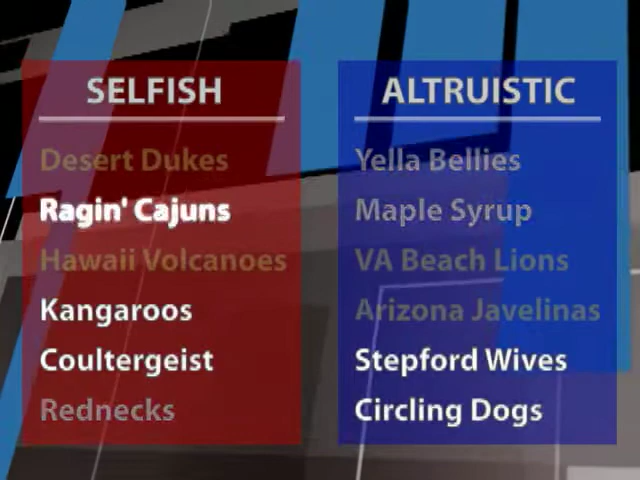 SELFISH
Desert Dukes
Ragin' Cajuns
Hawaii Volcanoes
Kangaroos
Coultergeist
Rednecks
ALTRUISTIC
Yella Bellies
Maple Syrup
VA Beach Lions
Arizona Javelinas
Stepford Wives
Circling Dogs